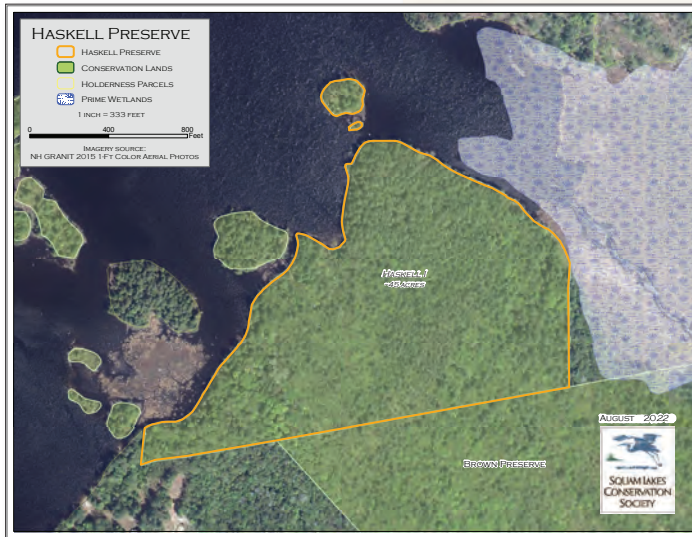 HASKELL PRESERVE
HASKELL PRESERVE
CONSERVATION LANDS
HOLDERNESS PARCELS
PRIME WETLANDS
1 INCH = 333 FEET
0 400 800
Feet
IMAGERY SOURCE:
NH GRANIT 2015 1-FT COLOR AERIAL PHOTOS
HASKELL 1
~45 ACRES
AUGUST 2022
BROWN PRESERVE
SQUAM LAKES
CONSERVATION
SOCIETY